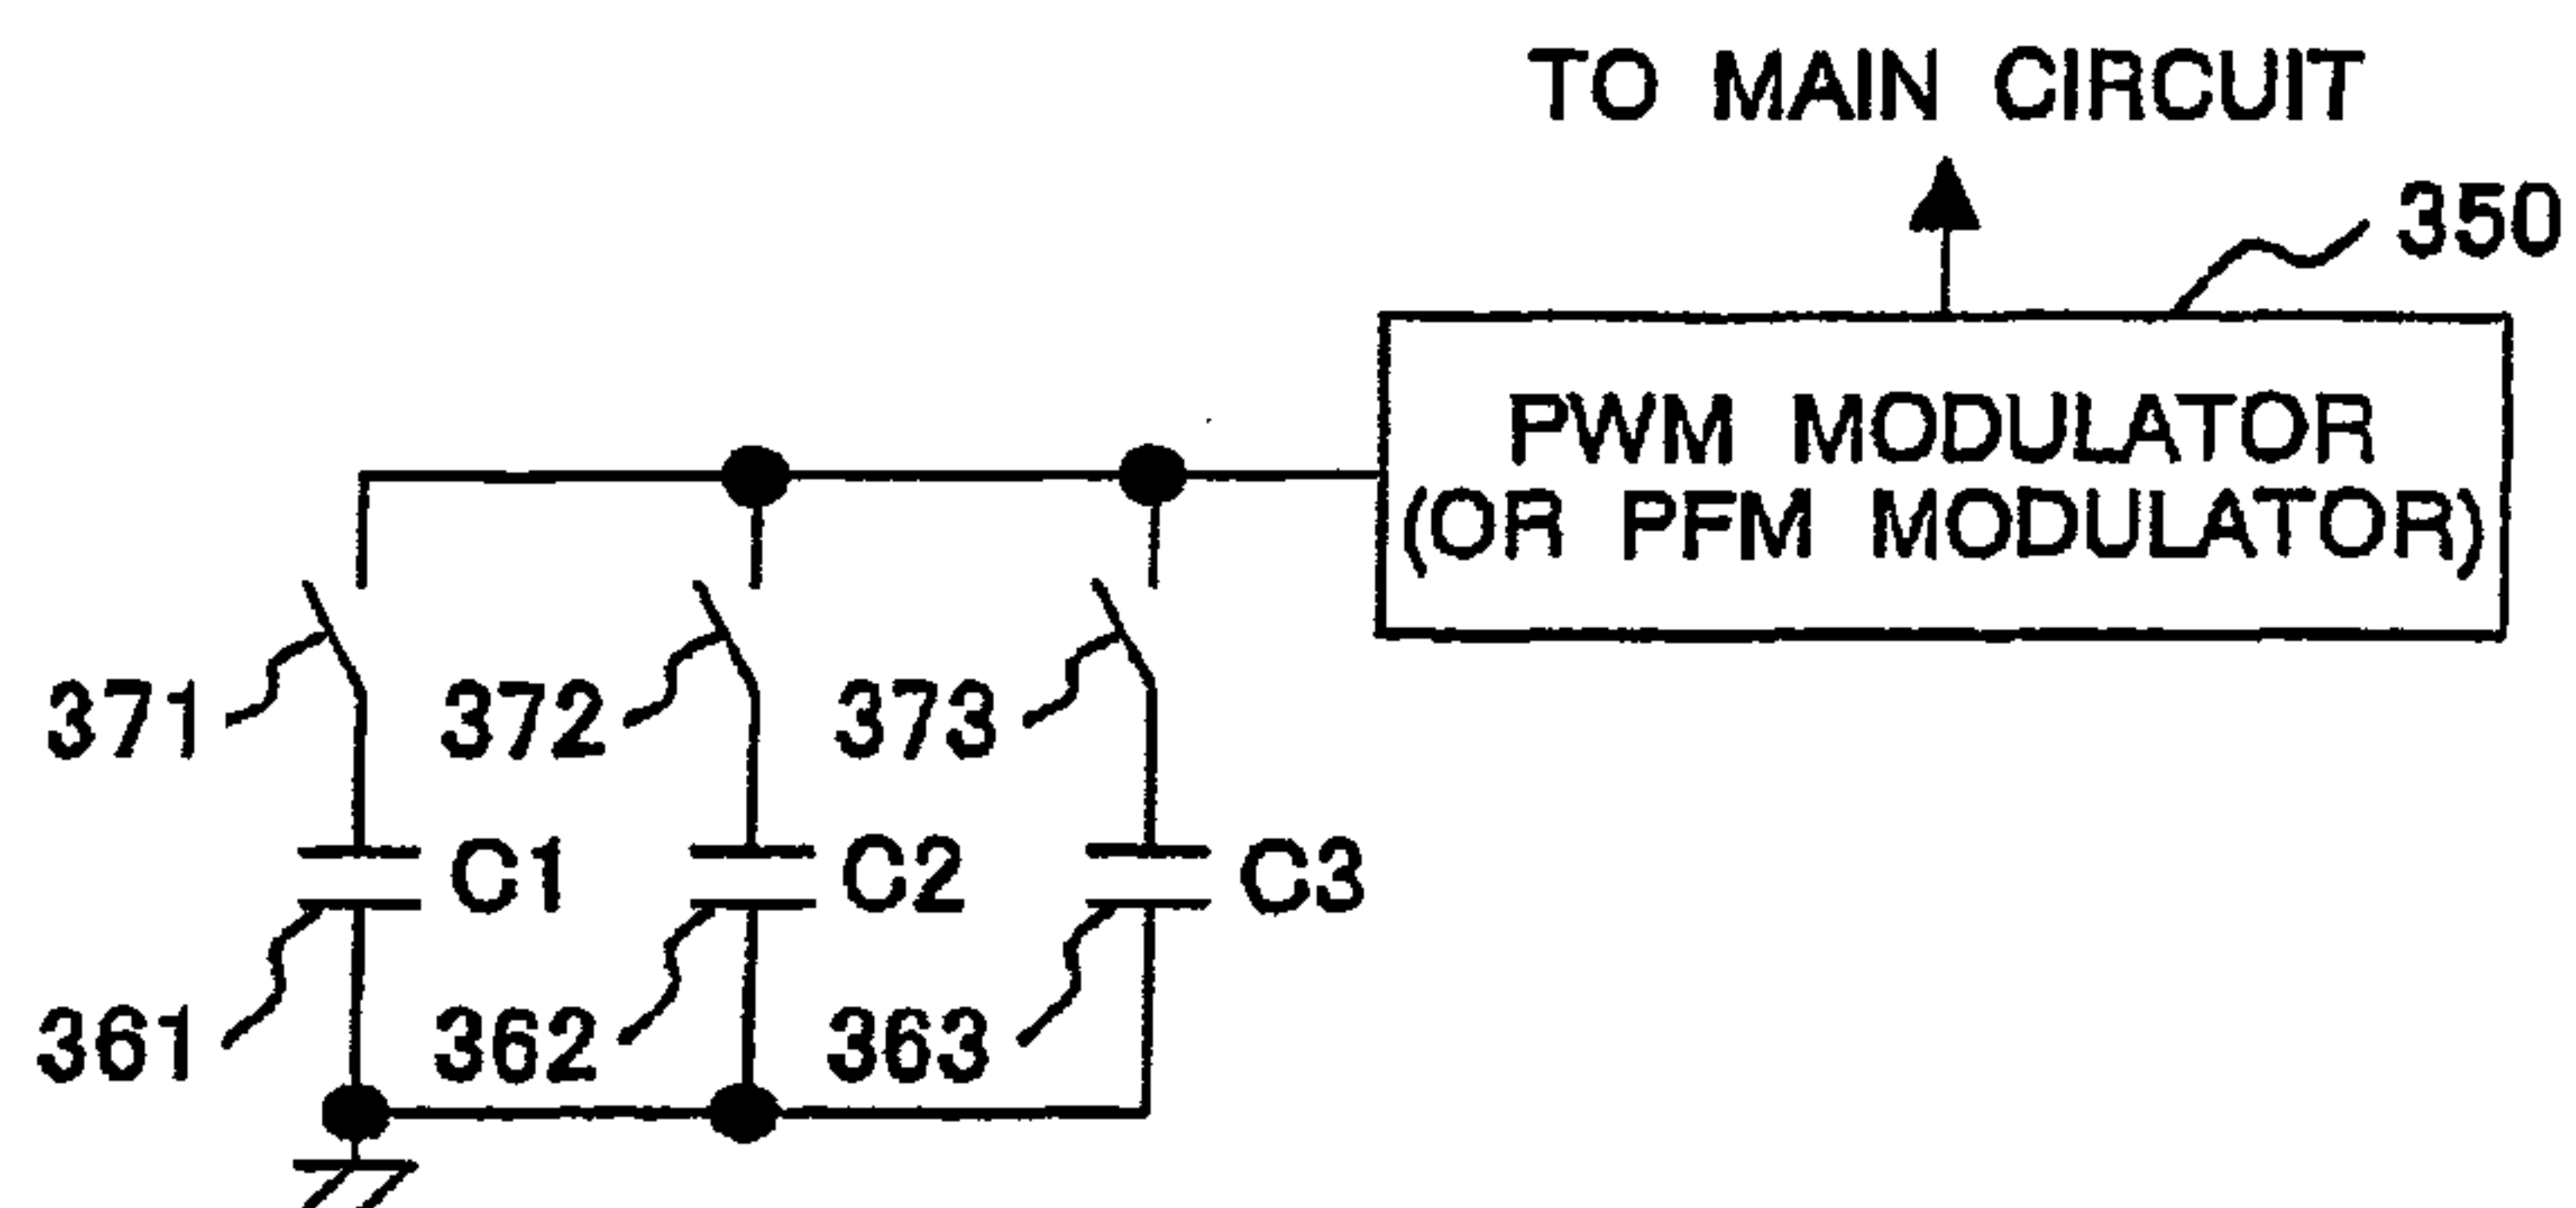 TO MAIN CIRCUIT
350
PWM MODULATOR
(OR PFM MODULATOR)
371
372
373
C1
C2
C3
361
362
363